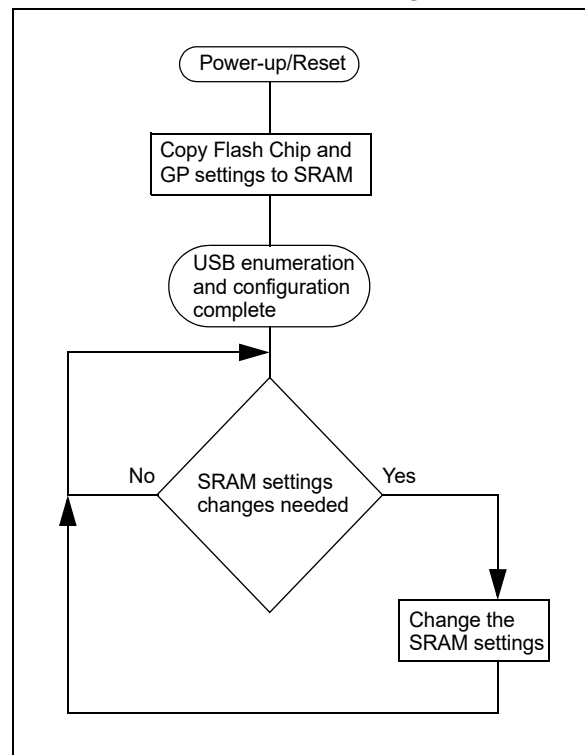 Power-up/Reset
Copy Flash Chip and
GP settings to SRAM
USB enumeration
and configuration
complete
No
SRAM settings
changes needed
Yes
Change the
SRAM settings